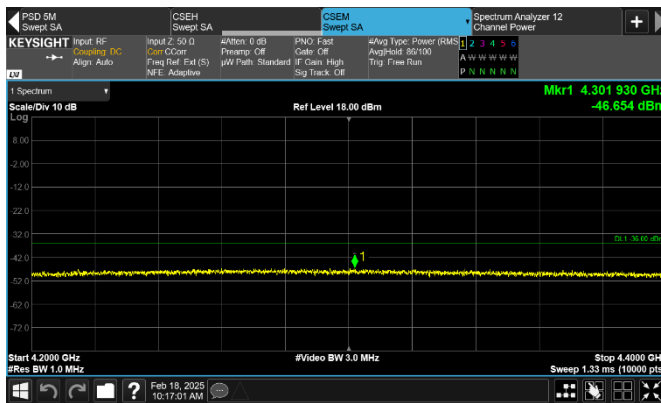 PSD 5M
Swept SA
CSEH
Swept SA
CSEM
Swept SA
Spectrum Analyzer 12
Channel Power
+
KEYSIGHT
LV
Input: RF
Coupling: DC
Align: Auto
Input Z: 50 Ω
Corr CCorr
Freq Ref: Ext (S)
NFE: Adaptive
#Atten: 0 dB
Preamp: Off
µW Path: Standard
PNO: Fast
Gate: Off
IF Gain: High
Sig Track: Off
#Avg Type: Power (RMS
Avg|Hold: 86/100
Trig: Free Run
1 2 3 4 5 6
A W W W W W
P N N N N N
1 Spectrum
Scale/Div 10 dB
Log
Ref Level 18.00 dBm
Mkr1 4.301 930 GHz
-46.654 dBm
8.00
-2.00
-12.0
-22.0
-32.0
-42.0
-52.0
-62.0
-72.0
DL1 -36.00 dBm
1
Start 4.2000 GHz
#Res BW 1.0 MHz
#Video BW 3.0 MHz
Stop 4.4000 GHz
Sweep 1.33 ms (10000 pts)
?
Feb 18, 2025
10:17:01 AM